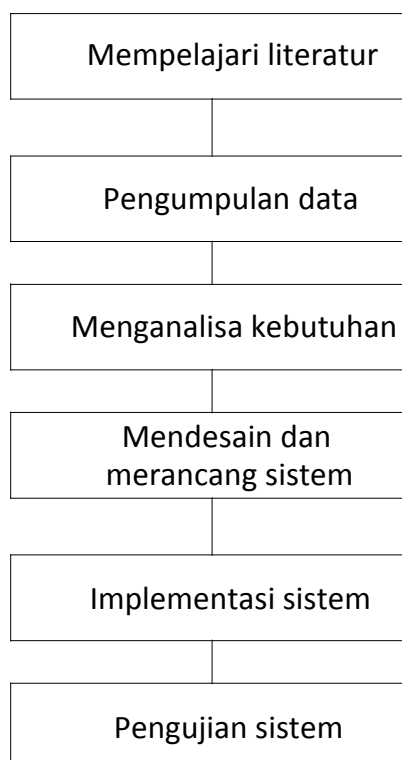 Mempelajari literatur
Pengumpulan data
Menganalisa kebutuhan
Mendesain dan
merancang sistem
Implementasi sistem
Pengujian sistem